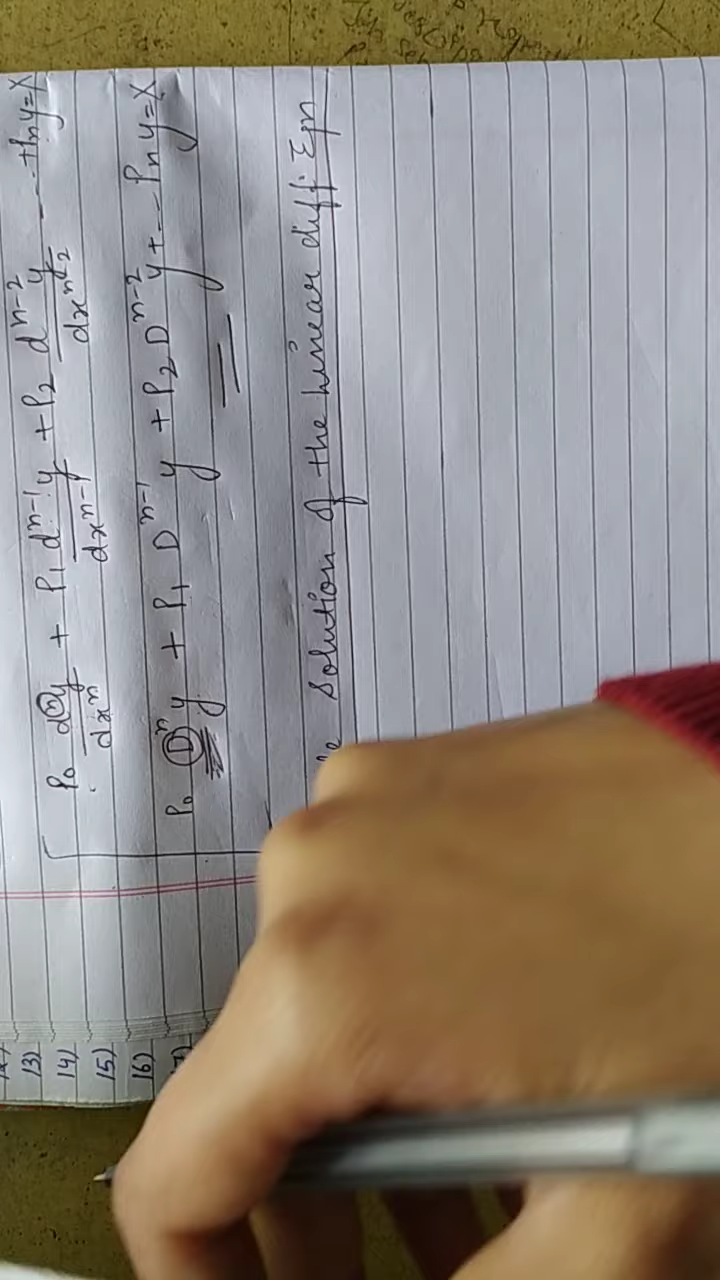 P₀ dⁿy/dxⁿ + P₁ dⁿ⁻¹y/dxⁿ⁻¹ + P₂ dⁿ⁻²y/dxⁿ⁻² --- + Pₙy = X
P₀ Dⁿy + P₁ Dⁿ⁻¹y + P₂ Dⁿ⁻²y + -- Pₙy = X
Solution of the linear diff. Eqn
13)
14)
15)
16)